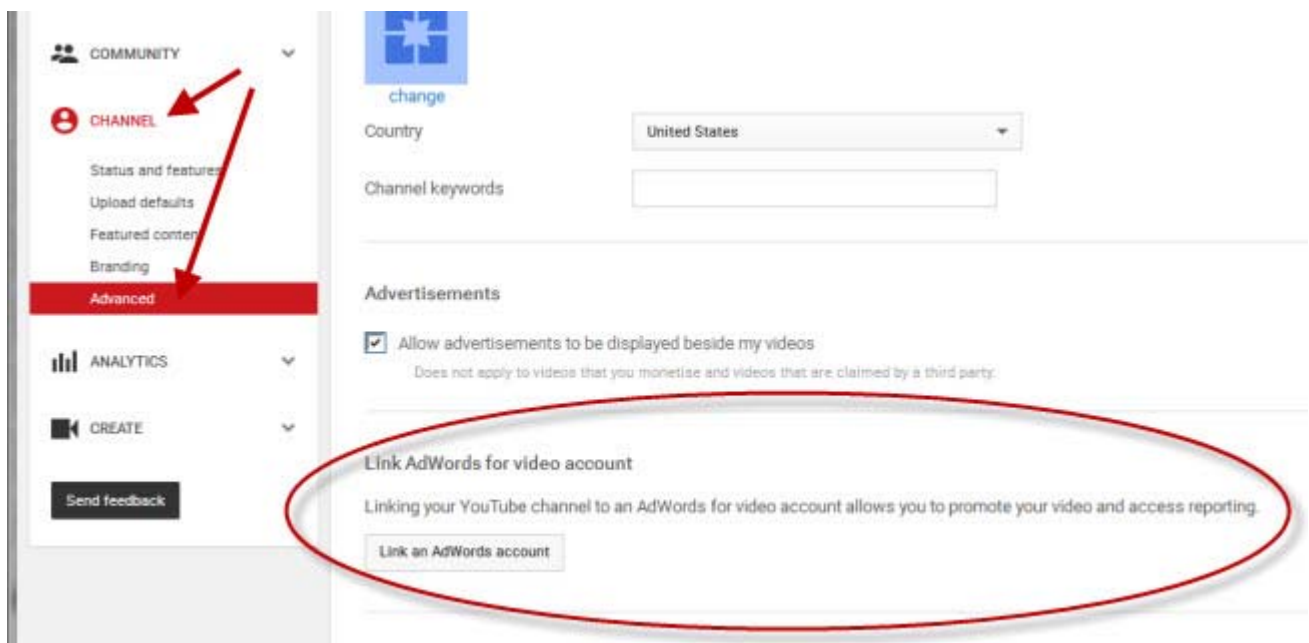 COMMUNITY
CHANNEL
Status and features
Upload defaults
Featured content
Branding
Advanced
ANALYTICS
CREATE
Send feedback
change
Country
United States
Channel keywords
Advertisements
Allow advertisements to be displayed beside my videos
Does not apply to videos that you monetise and videos that are claimed by a third party.
Link AdWords for video account
Linking your YouTube channel to an AdWords for video account allows you to promote your video and access reporting.
Link an AdWords account